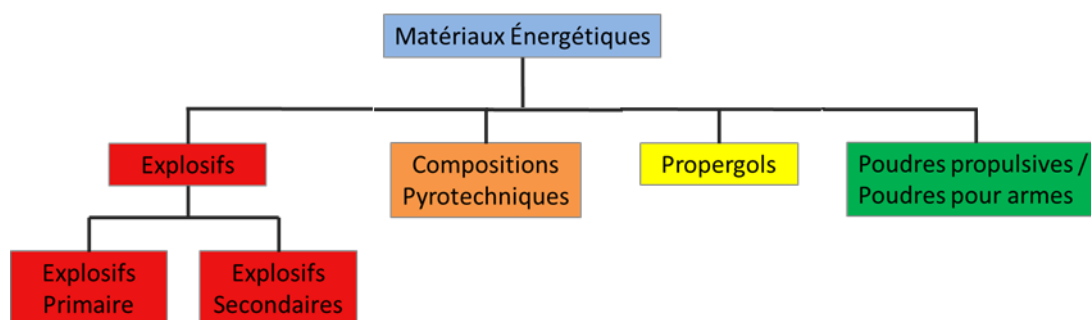 Matériaux Énergétiques
Explosifs
Compositions
Pyrotechniques
Propergols
Poudres propulsives /
Poudres pour armes
Explosifs
Primaire
Explosifs
Secondaires